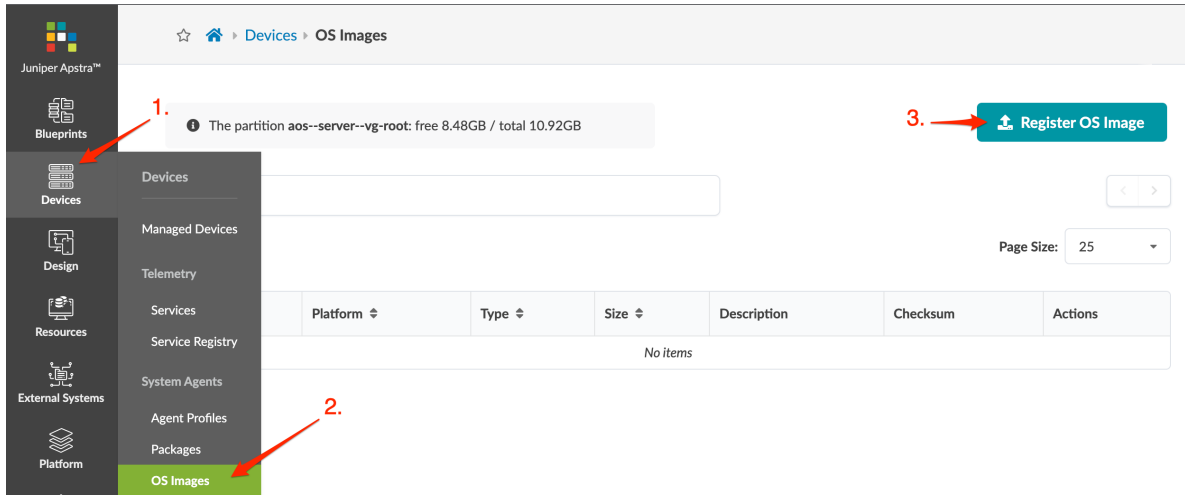 Juniper Apstra™
Blueprints
Devices
Design
Resources
External Systems
Platform
Devices
Managed Devices
Telemetry
Services
Service Registry
System Agents
Agent Profiles
Packages
OS Images
1.
2.
Devices OS Images
The partition aos--server--vg-root: free 8.48GB / total 10.92GB
3.
Register OS Image
Page Size: 25
Platform Type Size Description Checksum Actions
No items